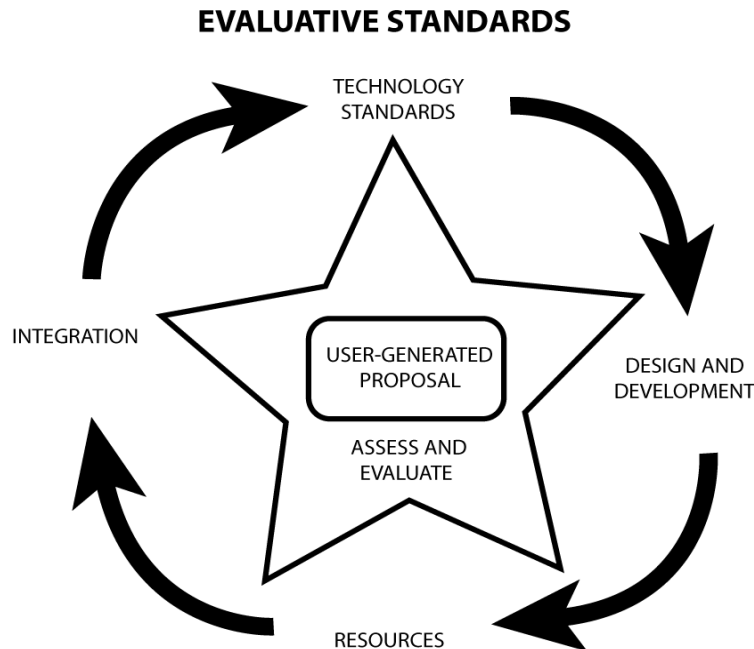 EVALUATIVE STANDARDS
TECHNOLOGY
STANDARDS
INTEGRATION
USER-GENERATED
PROPOSAL
DESIGN AND
DEVELOPMENT
ASSESS AND
EVALUATE
RESOURCES